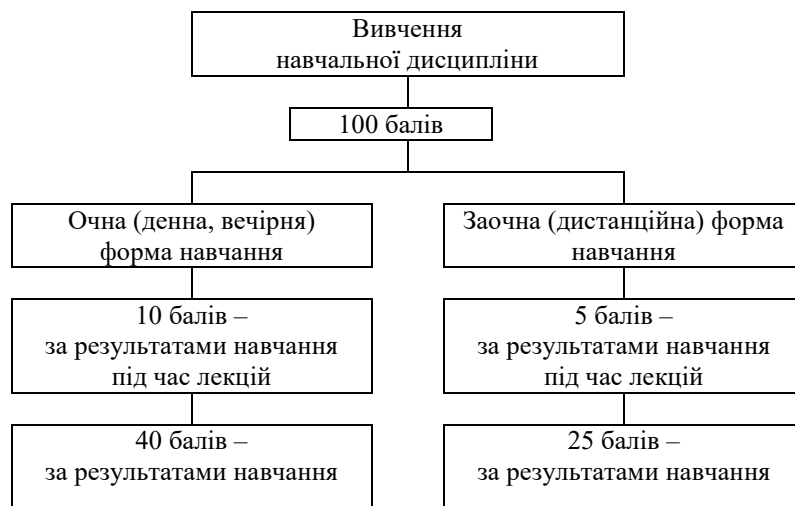 Вивчення
навчальної дисципліни
100 балів
Очна (денна, вечірня)
форма навчання
Заочна (дистанційна) форма
навчання
10 балів –
за результатами навчання
під час лекцій
5 балів –
за результатами навчання
під час лекцій
40 балів –
за результатами навчання
25 балів –
за результатами навчання